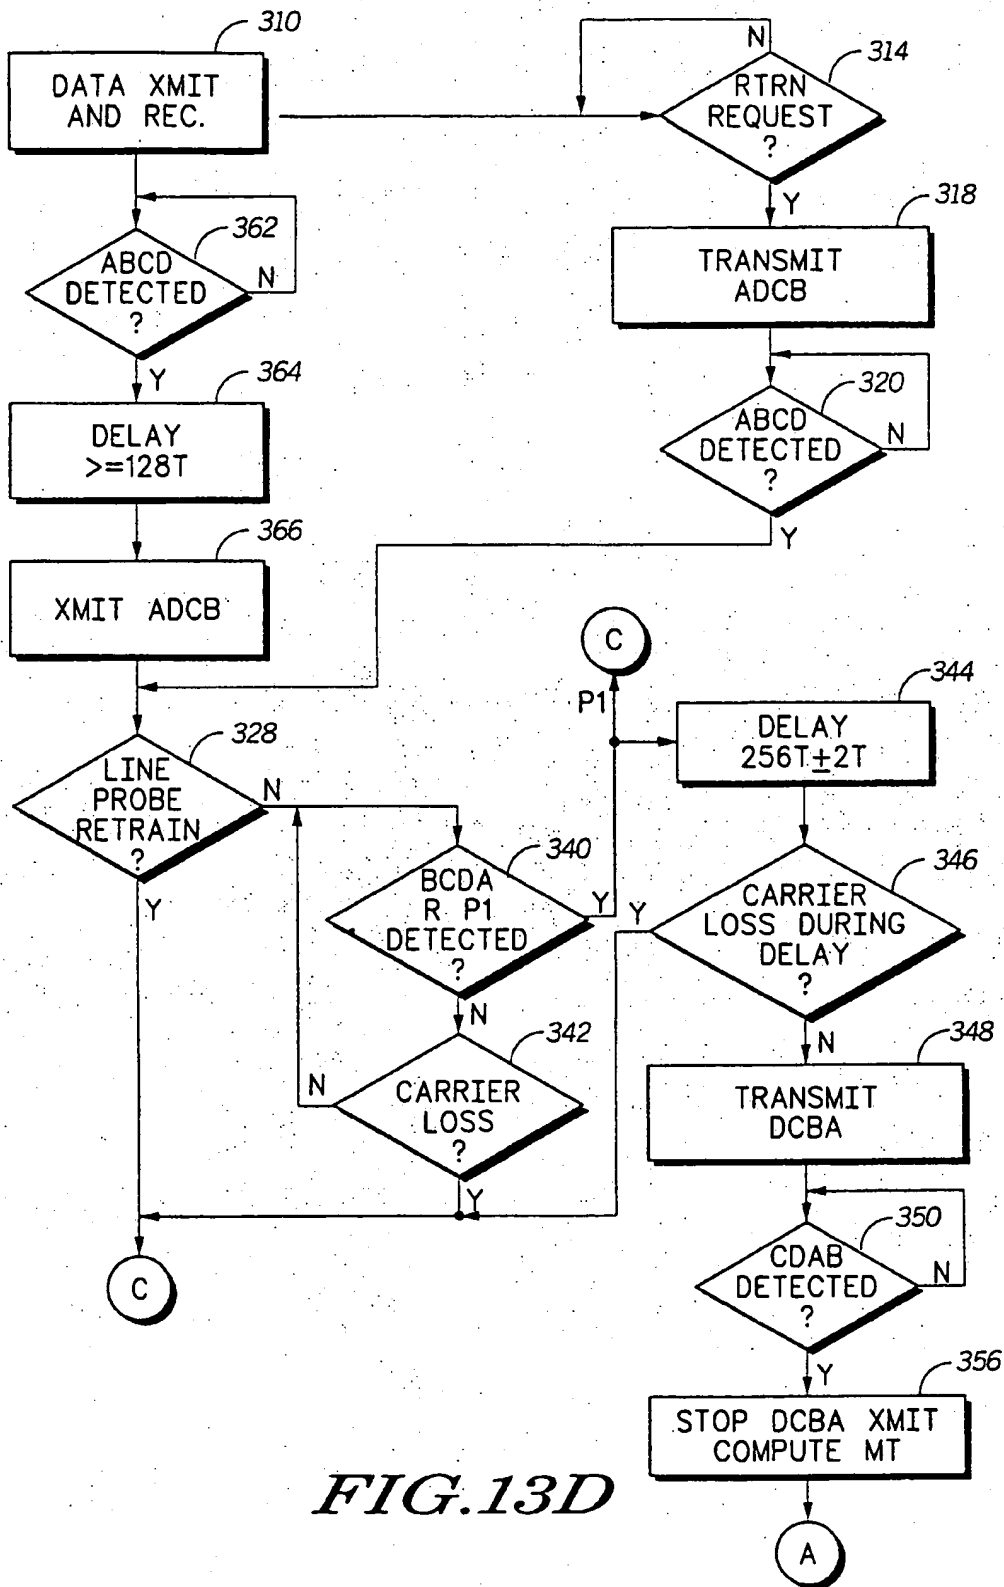 310
DATA XMIT
AND REC.
N
314
RTRN
REQUEST
?
Y
318
TRANSMIT
ADCB
362
ABCD
DETECTED
?
N
Y
364
DELAY
>=128T
320
ABCD
DETECTED
?
N
Y
366
XMIT ADCB
C
P1
344
DELAY
256T±2T
328
LINE
PROBE
RETRAIN
?
N
Y
340
BCDA
R P1
DETECTED
?
Y
N
346
CARRIER
LOSS DURING
DELAY
?
Y
N
342
CARRIER
LOSS
?
N
Y
348
TRANSMIT
DCBA
350
CDAB
DETECTED
?
N
Y
C
356
STOP DCBA XMIT
COMPUTE MT
A
FIG.13D